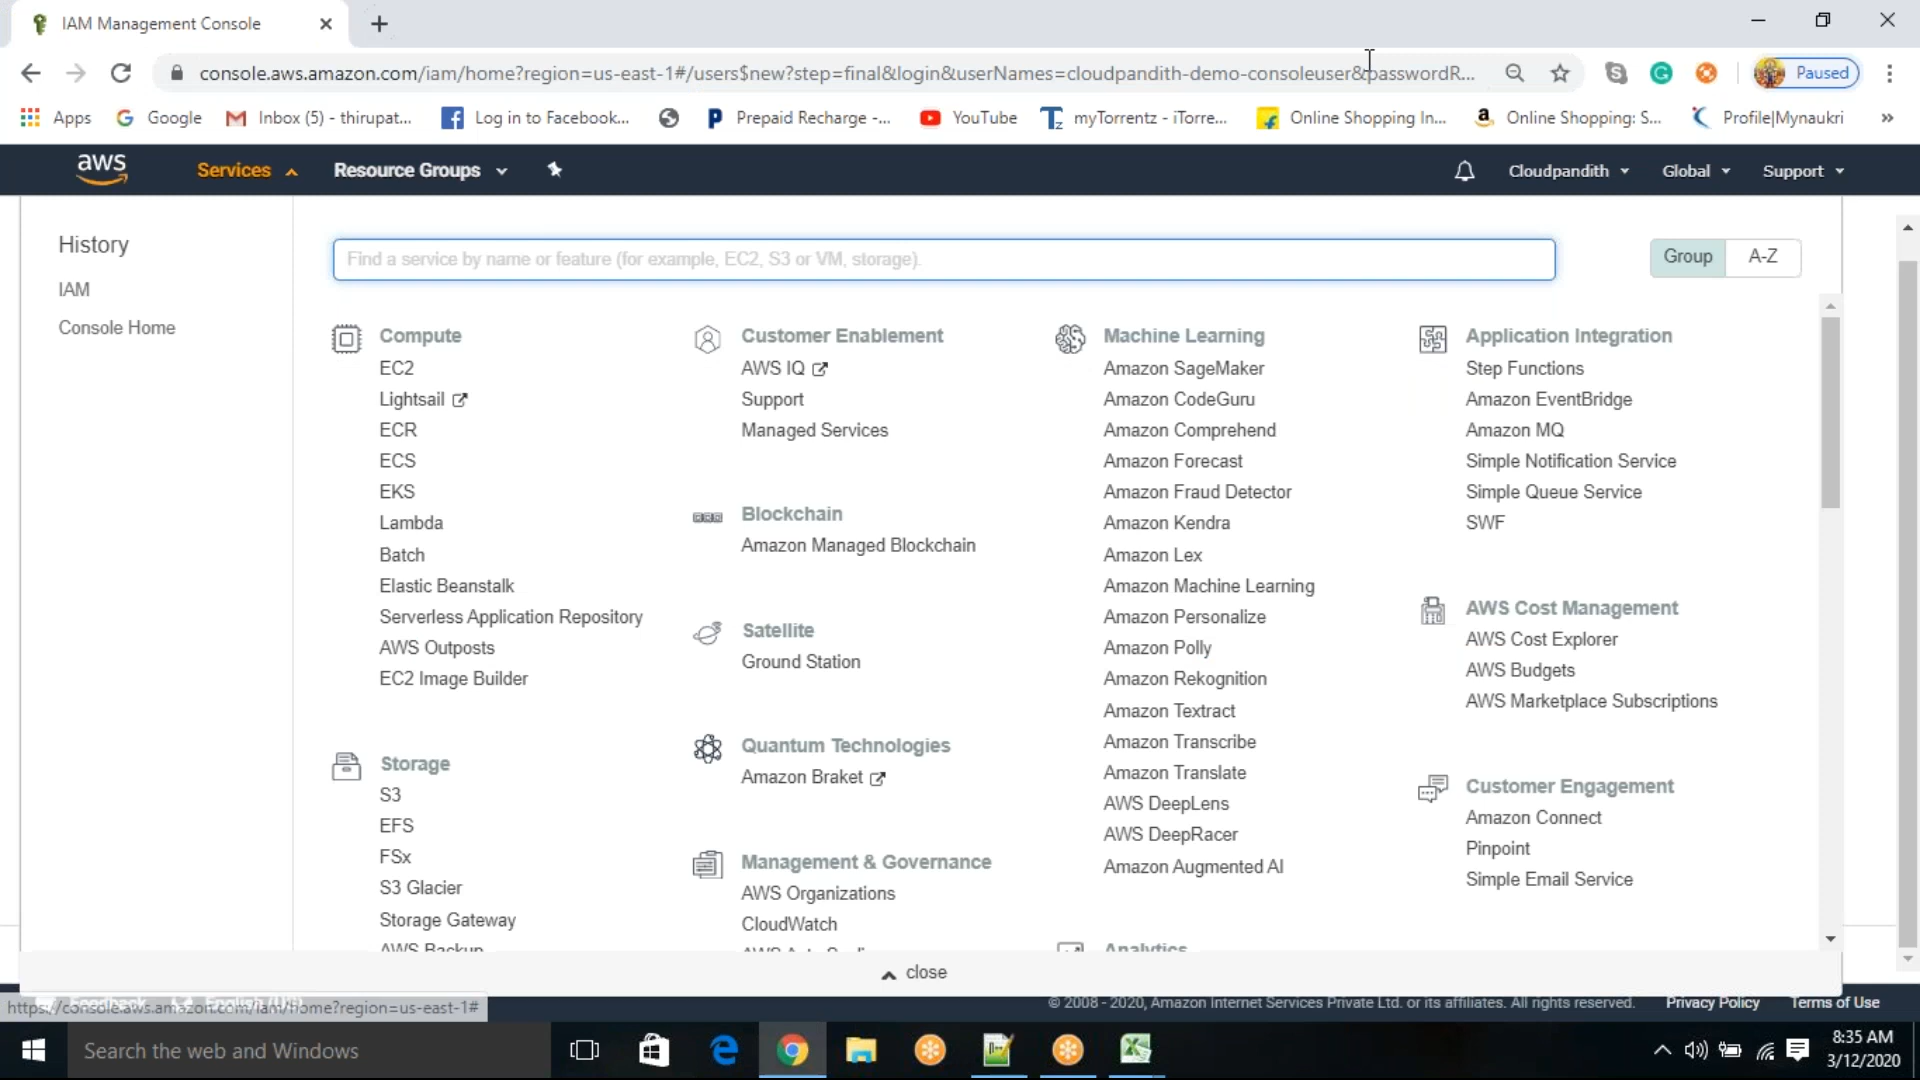 IAM Management Console
console.aws.amazon.com/iam/home?region=us-east-1#/users$new?step=final&login&userNames=cloudpandith-demo-consoleuser&passwordR...
Paused
Apps
Google
Inbox (5) - thirupat...
Log in to Facebook...
Prepaid Recharge -...
YouTube
myTorrentz - iTorre...
Online Shopping In...
Online Shopping: S...
Profile|Mynaukri
»
aws
Services
Resource Groups
Cloudpandith
Global
Support
History
IAM
Console Home
Find a service by name or feature (for example, EC2, S3 or VM, storage).
Group
A-Z
Compute
EC2
Lightsail
ECR
ECS
EKS
Lambda
Batch
Elastic Beanstalk
Serverless Application Repository
AWS Outposts
EC2 Image Builder
Storage
S3
EFS
FSx
S3 Glacier
Storage Gateway
AWS Backup
Customer Enablement
AWS IQ
Support
Managed Services
Blockchain
Amazon Managed Blockchain
Satellite
Ground Station
Quantum Technologies
Amazon Braket
Management & Governance
AWS Organizations
CloudWatch
Machine Learning
Amazon SageMaker
Amazon CodeGuru
Amazon Comprehend
Amazon Forecast
Amazon Fraud Detector
Amazon Kendra
Amazon Lex
Amazon Machine Learning
Amazon Personalize
Amazon Polly
Amazon Rekognition
Amazon Textract
Amazon Transcribe
Amazon Translate
AWS DeepLens
AWS DeepRacer
Amazon Augmented AI
Analytics
Application Integration
Step Functions
Amazon EventBridge
Amazon MQ
Simple Notification Service
Simple Queue Service
SWF
AWS Cost Management
AWS Cost Explorer
AWS Budgets
AWS Marketplace Subscriptions
Customer Engagement
Amazon Connect
Pinpoint
Simple Email Service
close
https://console.aws.amazon.com/iam/home?region=us-east-1#
© 2008 - 2020, Amazon Internet Services Private Ltd. or its affiliates. All rights reserved.
Privacy Policy
Terms of Use
Search the web and Windows
8:35 AM
3/12/2020